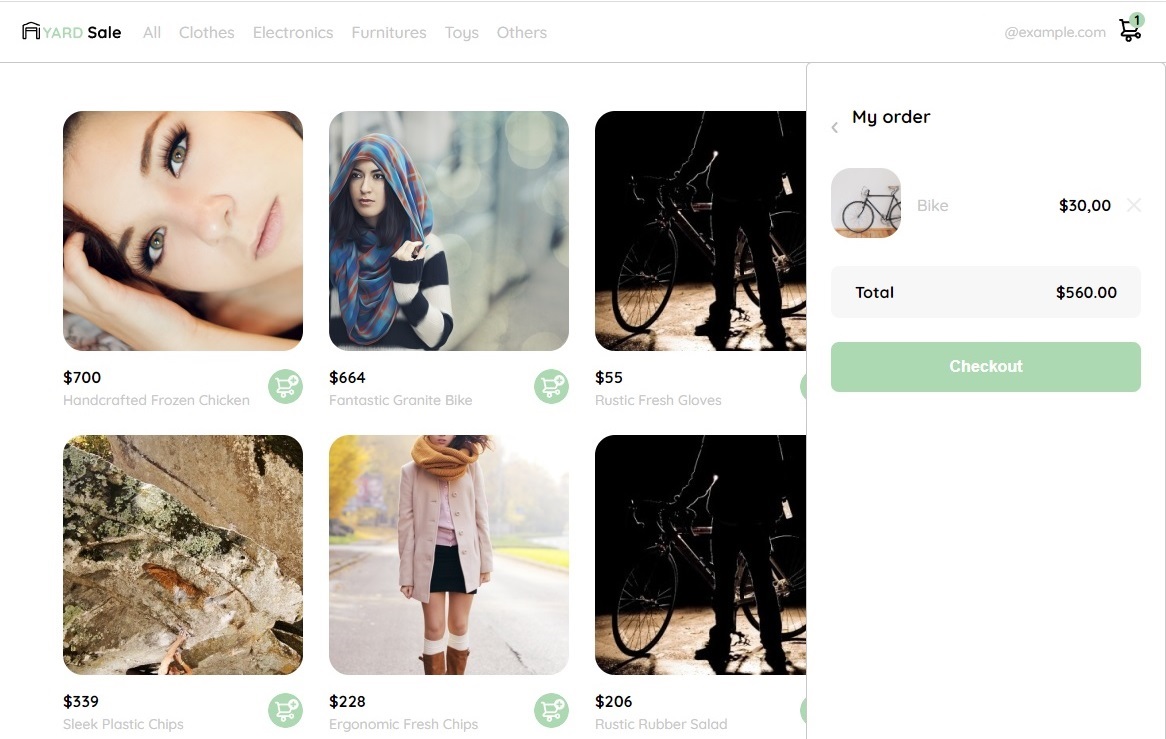 YARD Sale All Clothes Electronics Furnitures Toys Others @example.com 1
My order
Bike $30,00
Total $560.00
Checkout
$700 $664 $55
Handcrafted Frozen Chicken Fantastic Granite Bike Rustic Fresh Gloves
$339 $228 $206
Sleek Plastic Chips Ergonomic Fresh Chips Rustic Rubber Salad